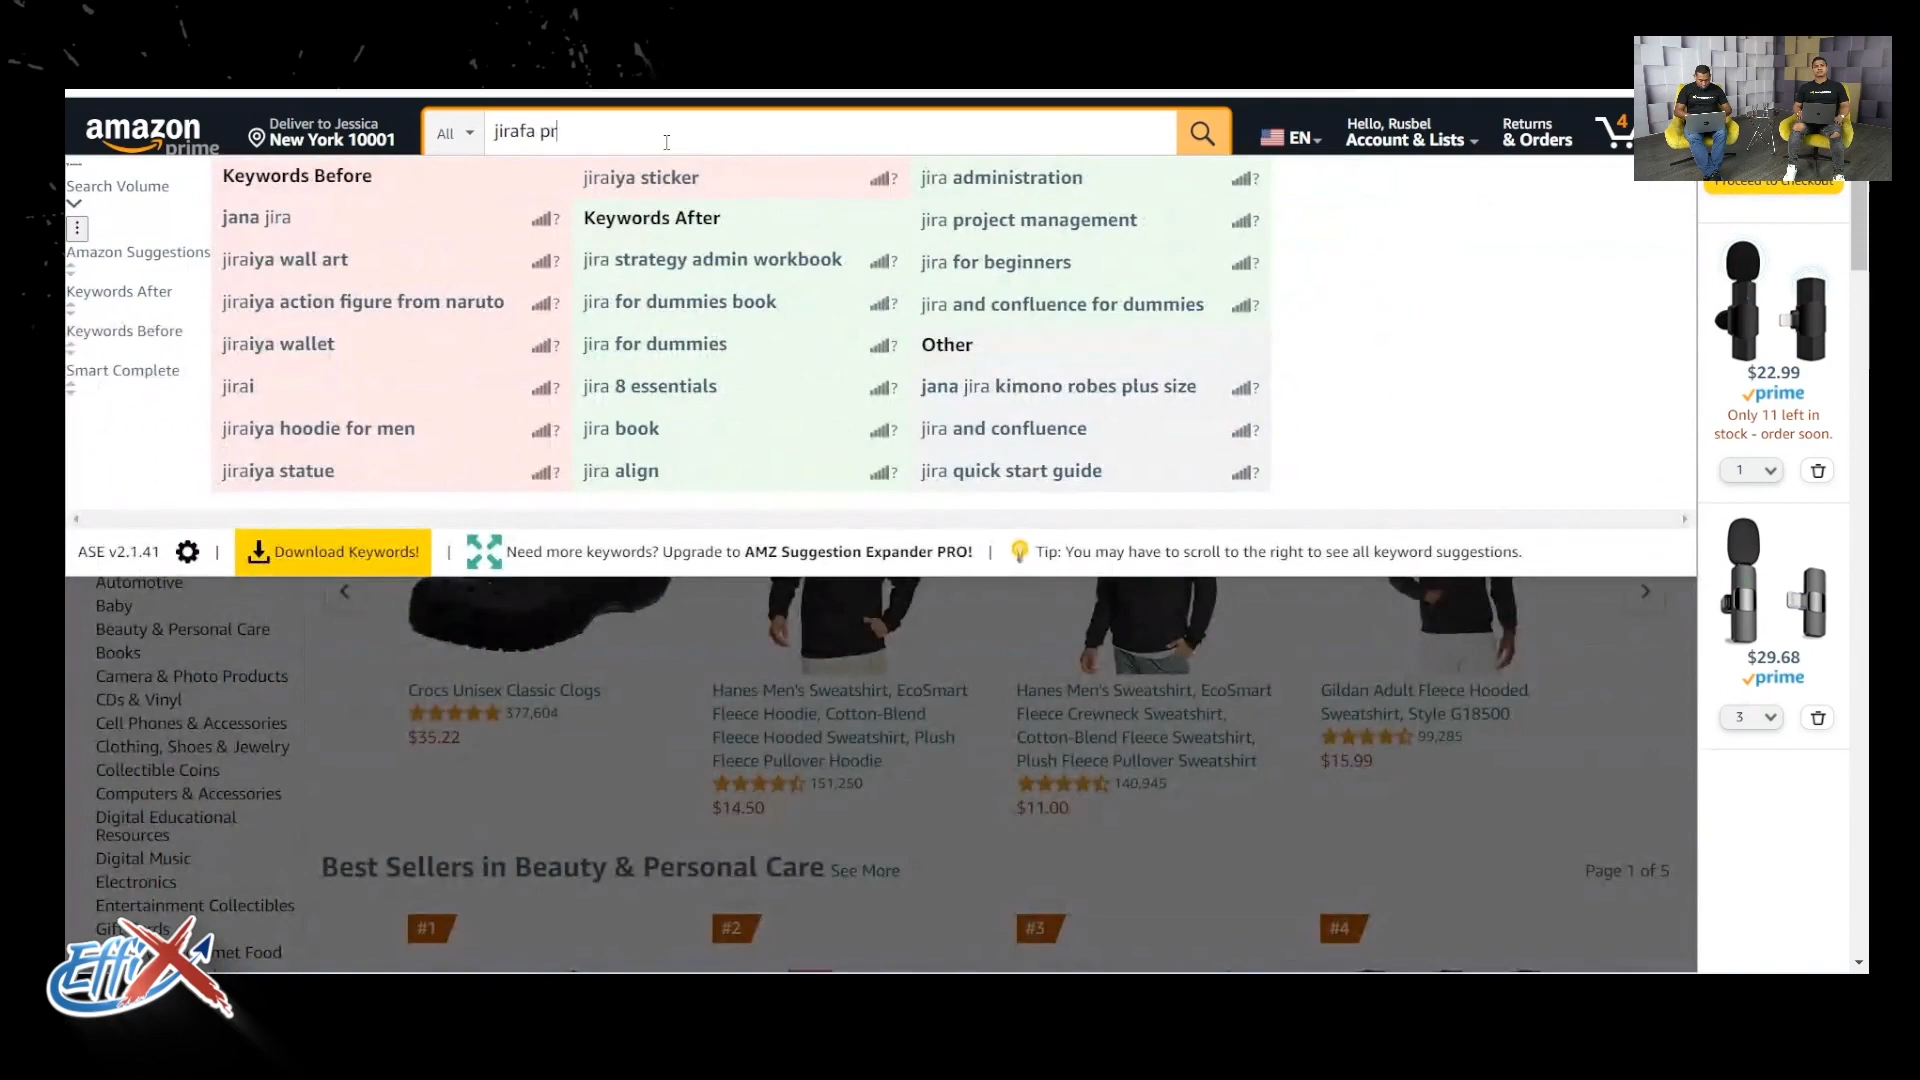 amazon
prime
Deliver to Jessica
New York 10001
All
jirafa pr
EN
Hello, Rusbel
Account & Lists
Returns
& Orders
4
Search Volume
Amazon Suggestions
Keywords After
Keywords Before
Smart Complete
Keywords Before
jana jira
jiraiya wall art
jiraiya action figure from naruto
jiraiya wallet
jirai
jiraiya hoodie for men
jiraiya statue
jiraiya sticker
Keywords After
jira strategy admin workbook
jira for dummies book
jira for dummies
jira 8 essentials
jira book
jira align
jira administration
jira project management
jira for beginners
jira and confluence for dummies
Other
jana jira kimono robes plus size
jira and confluence
jira quick start guide
ASE v2.1.41
|
Download Keywords!
|
Need more keywords? Upgrade to AMZ Suggestion Expander PRO!
|
Tip: You may have to scroll to the right to see all keyword suggestions.
Proceed to checkout
$22.99
prime
Only 11 left in
stock - order soon.
1
$29.68
prime
3
Automotive
Baby
Beauty & Personal Care
Books
Camera & Photo Products
CDs & Vinyl
Cell Phones & Accessories
Clothing, Shoes & Jewelry
Collectible Coins
Computers & Accessories
Digital Educational
Resources
Digital Music
Electronics
Entertainment Collectibles
Crocs Unisex Classic Clogs
377,604
$35.22
Hanes Men's Sweatshirt, EcoSmart
Fleece Hoodie, Cotton-Blend
Fleece Hooded Sweatshirt, Plush
Fleece Pullover Hoodie
151,250
$14.50
Hanes Men's Sweatshirt, EcoSmart
Fleece Crewneck Sweatshirt,
Cotton-Blend Fleece Sweatshirt,
Plush Fleece Pullover Sweatshirt
140,945
$11.00
Gildan Adult Fleece Hooded
Sweatshirt, Style G18500
99,285
$15.99
Best Sellers in Beauty & Personal Care See More
Page 1 of 5
#1
#2
#3
#4
Food
EffiX